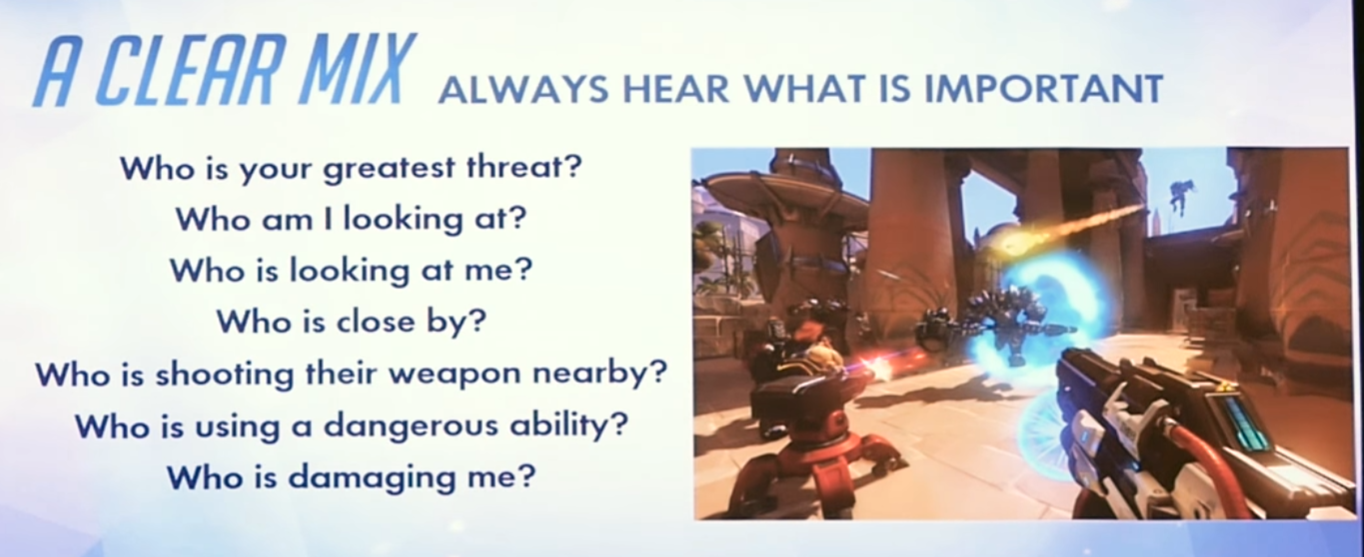 A CLEAR MIX ALWAYS HEAR WHAT IS IMPORTANT
Who is your greatest threat?
Who am I looking at?
Who is looking at me?
Who is close by?
Who is shooting their weapon nearby?
Who is using a dangerous ability?
Who is damaging me?